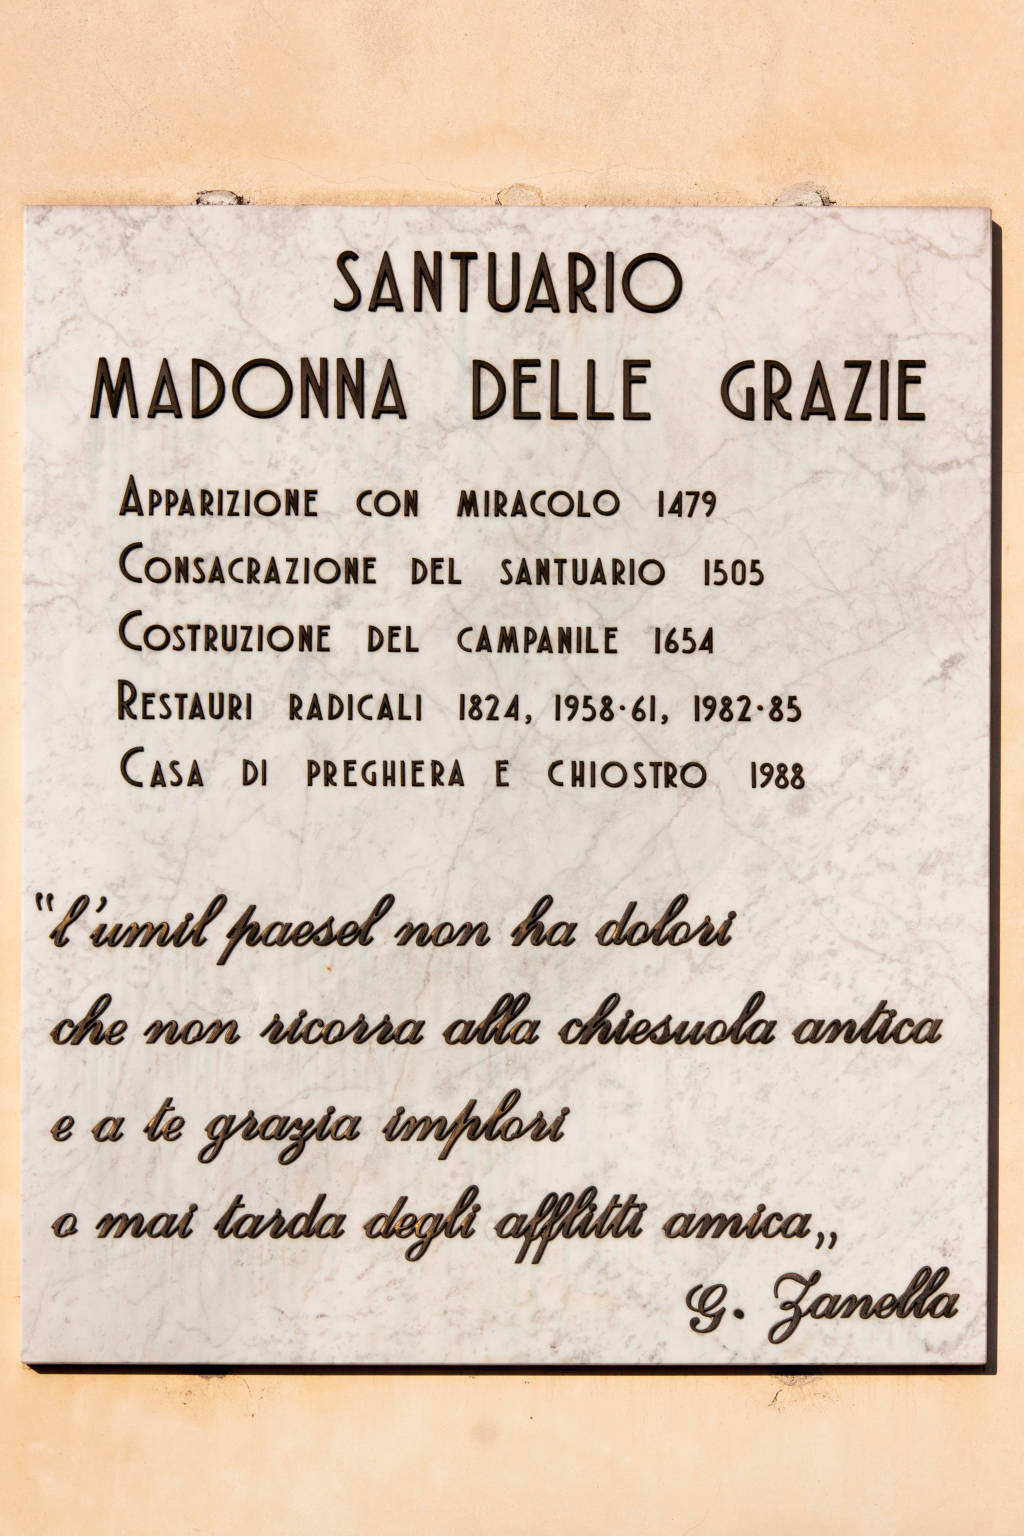 SANTUARIO
MADONNA DELLE GRAZIE
APPARIZIONE CON MIRACOLO 1479
CONSACRAZIONE DEL SANTUARIO 1505
COSTRUZIONE DEL CAMPANILE 1654
RESTAURI RADICALI 1824, 1958·61, 1982·85
CASA DI PREGHIERA E CHIOSTRO 1988
“l'umil paesel non ha dolori
che non ricorra alla chiesuola antica
e a te grazia implori
o mai tarda degli afflitti amica„
G. Zanella